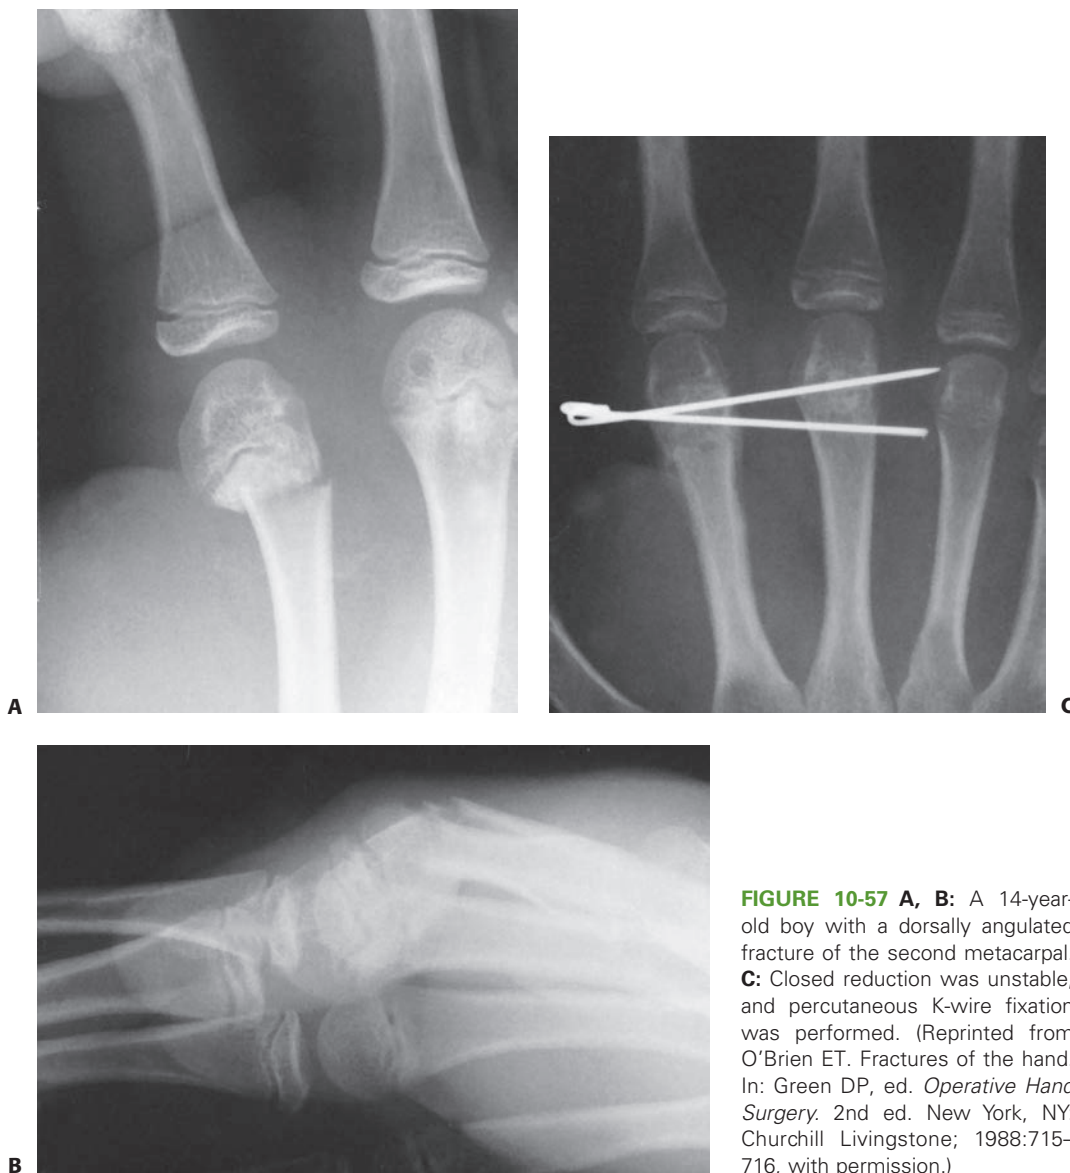 A
C
B
FIGURE 10-57 A, B: A 14-year-
old boy with a dorsally angulated
fracture of the second metacarpal.
C: Closed reduction was unstable,
and percutaneous K-wire fixation
was performed. (Reprinted from
O'Brien ET. Fractures of the hand.
In: Green DP, ed. Operative Hand
Surgery. 2nd ed. New York, NY:
Churchill Livingstone; 1988:715–
716, with permission.)